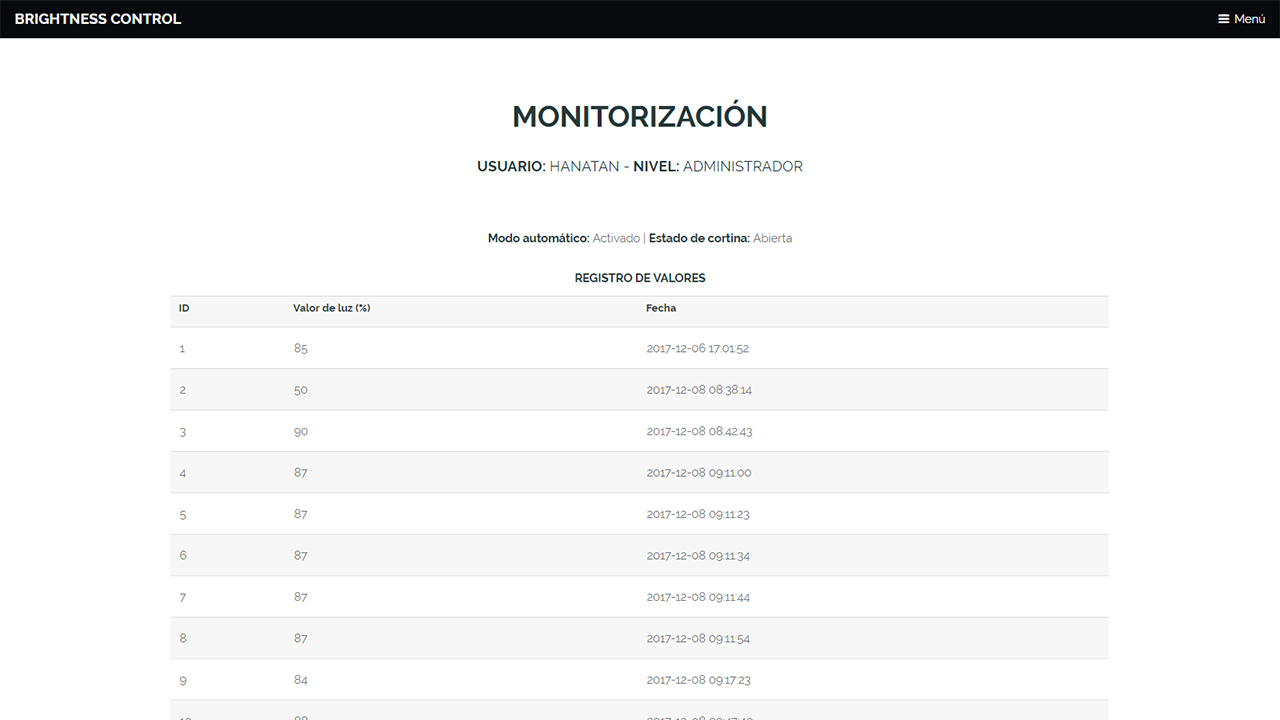 BRIGHTNESS CONTROL
Menú
MONITORIZACIÓN
USUARIO: HANATAN - NIVEL: ADMINISTRADOR
Modo automático: Activado | Estado de cortina: Abierta
REGISTRO DE VALORES
ID Valor de luz (%) Fecha
1 85 2017-12-06 17:01:52
2 50 2017-12-08 08:38:14
3 90 2017-12-08 08:42:43
4 87 2017-12-08 09:11:00
5 87 2017-12-08 09:11:23
6 87 2017-12-08 09:11:34
7 87 2017-12-08 09:11:44
8 87 2017-12-08 09:11:54
9 84 2017-12-08 09:17:23